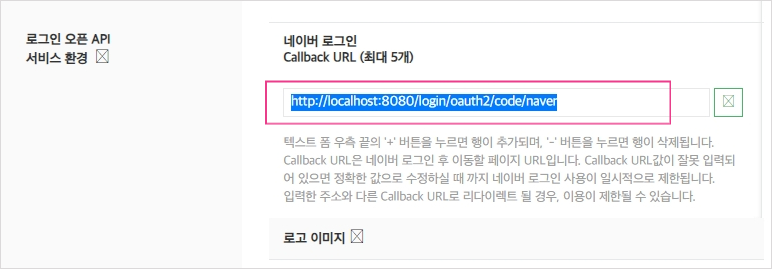 로그인 오픈 API
서비스 환경
네이버 로그인
Callback URL (최대 5개)
http://localhost:8080/login/oauth2/code/naver
텍스트 폼 우측 끝의 '+' 버튼을 누르면 행이 추가되며, '-' 버튼을 누르면 행이 삭제됩니다.
Callback URL은 네이버 로그인 후 이동할 페이지 URL입니다. Callback URL값이 잘못 입력되
어 있으면 정확한 값으로 수정하실 때 까지 네이버 로그인 사용이 일시적으로 제한됩니다.
입력한 주소와 다른 Callback URL로 리다이렉트 될 경우, 이용이 제한될 수 있습니다.
로고 이미지